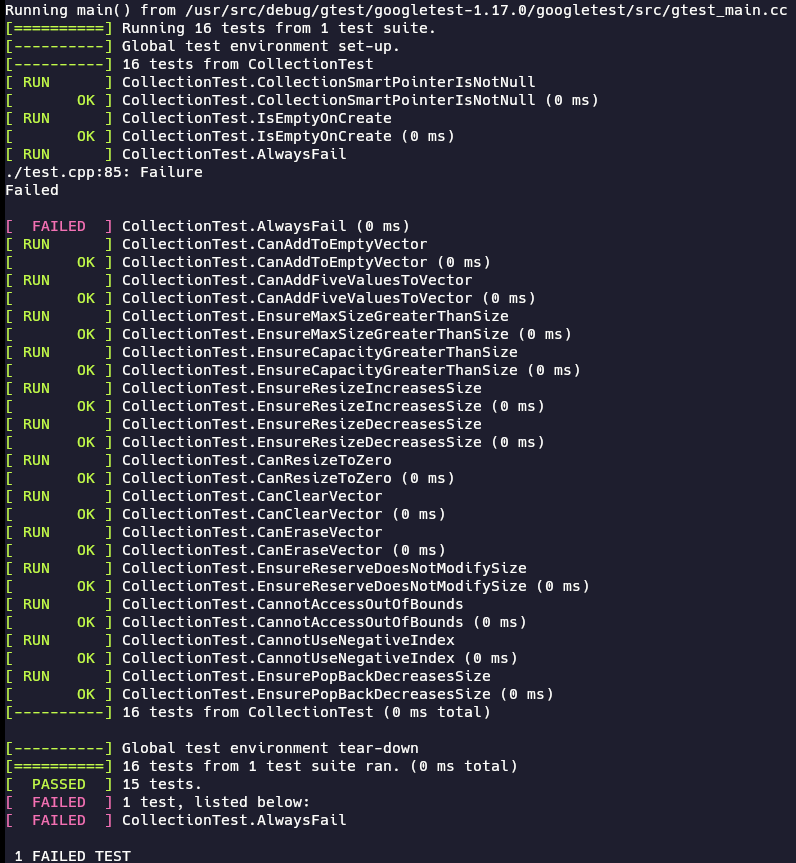 Running main() from /usr/src/debug/gtest/googletest-1.17.0/googletest/src/gtest_main.cc
[==========] Running 16 tests from 1 test suite.
[----------] Global test environment set-up.
[----------] 16 tests from CollectionTest
[ RUN      ] CollectionTest.CollectionSmartPointerIsNotNull
[       OK ] CollectionTest.CollectionSmartPointerIsNotNull (0 ms)
[ RUN      ] CollectionTest.IsEmptyOnCreate
[       OK ] CollectionTest.IsEmptyOnCreate (0 ms)
[ RUN      ] CollectionTest.AlwaysFail
./test.cpp:85: Failure
Failed

[  FAILED  ] CollectionTest.AlwaysFail (0 ms)
[ RUN      ] CollectionTest.CanAddToEmptyVector
[       OK ] CollectionTest.CanAddToEmptyVector (0 ms)
[ RUN      ] CollectionTest.CanAddFiveValuesToVector
[       OK ] CollectionTest.CanAddFiveValuesToVector (0 ms)
[ RUN      ] CollectionTest.EnsureMaxSizeGreaterThanSize
[       OK ] CollectionTest.EnsureMaxSizeGreaterThanSize (0 ms)
[ RUN      ] CollectionTest.EnsureCapacityGreaterThanSize
[       OK ] CollectionTest.EnsureCapacityGreaterThanSize (0 ms)
[ RUN      ] CollectionTest.EnsureResizeIncreasesSize
[       OK ] CollectionTest.EnsureResizeIncreasesSize (0 ms)
[ RUN      ] CollectionTest.EnsureResizeDecreasesSize
[       OK ] CollectionTest.EnsureResizeDecreasesSize (0 ms)
[ RUN      ] CollectionTest.CanResizeToZero
[       OK ] CollectionTest.CanResizeToZero (0 ms)
[ RUN      ] CollectionTest.CanClearVector
[       OK ] CollectionTest.CanClearVector (0 ms)
[ RUN      ] CollectionTest.CanEraseVector
[       OK ] CollectionTest.CanEraseVector (0 ms)
[ RUN      ] CollectionTest.EnsureReserveDoesNotModifySize
[       OK ] CollectionTest.EnsureReserveDoesNotModifySize (0 ms)
[ RUN      ] CollectionTest.CannotAccessOutOfBounds
[       OK ] CollectionTest.CannotAccessOutOfBounds (0 ms)
[ RUN      ] CollectionTest.CannotUseNegativeIndex
[       OK ] CollectionTest.CannotUseNegativeIndex (0 ms)
[ RUN      ] CollectionTest.EnsurePopBackDecreasesSize
[       OK ] CollectionTest.EnsurePopBackDecreasesSize (0 ms)
[----------] 16 tests from CollectionTest (0 ms total)

[----------] Global test environment tear-down
[==========] 16 tests from 1 test suite ran. (0 ms total)
[  PASSED  ] 15 tests.
[  FAILED  ] 1 test, listed below:
[  FAILED  ] CollectionTest.AlwaysFail

 1 FAILED TEST